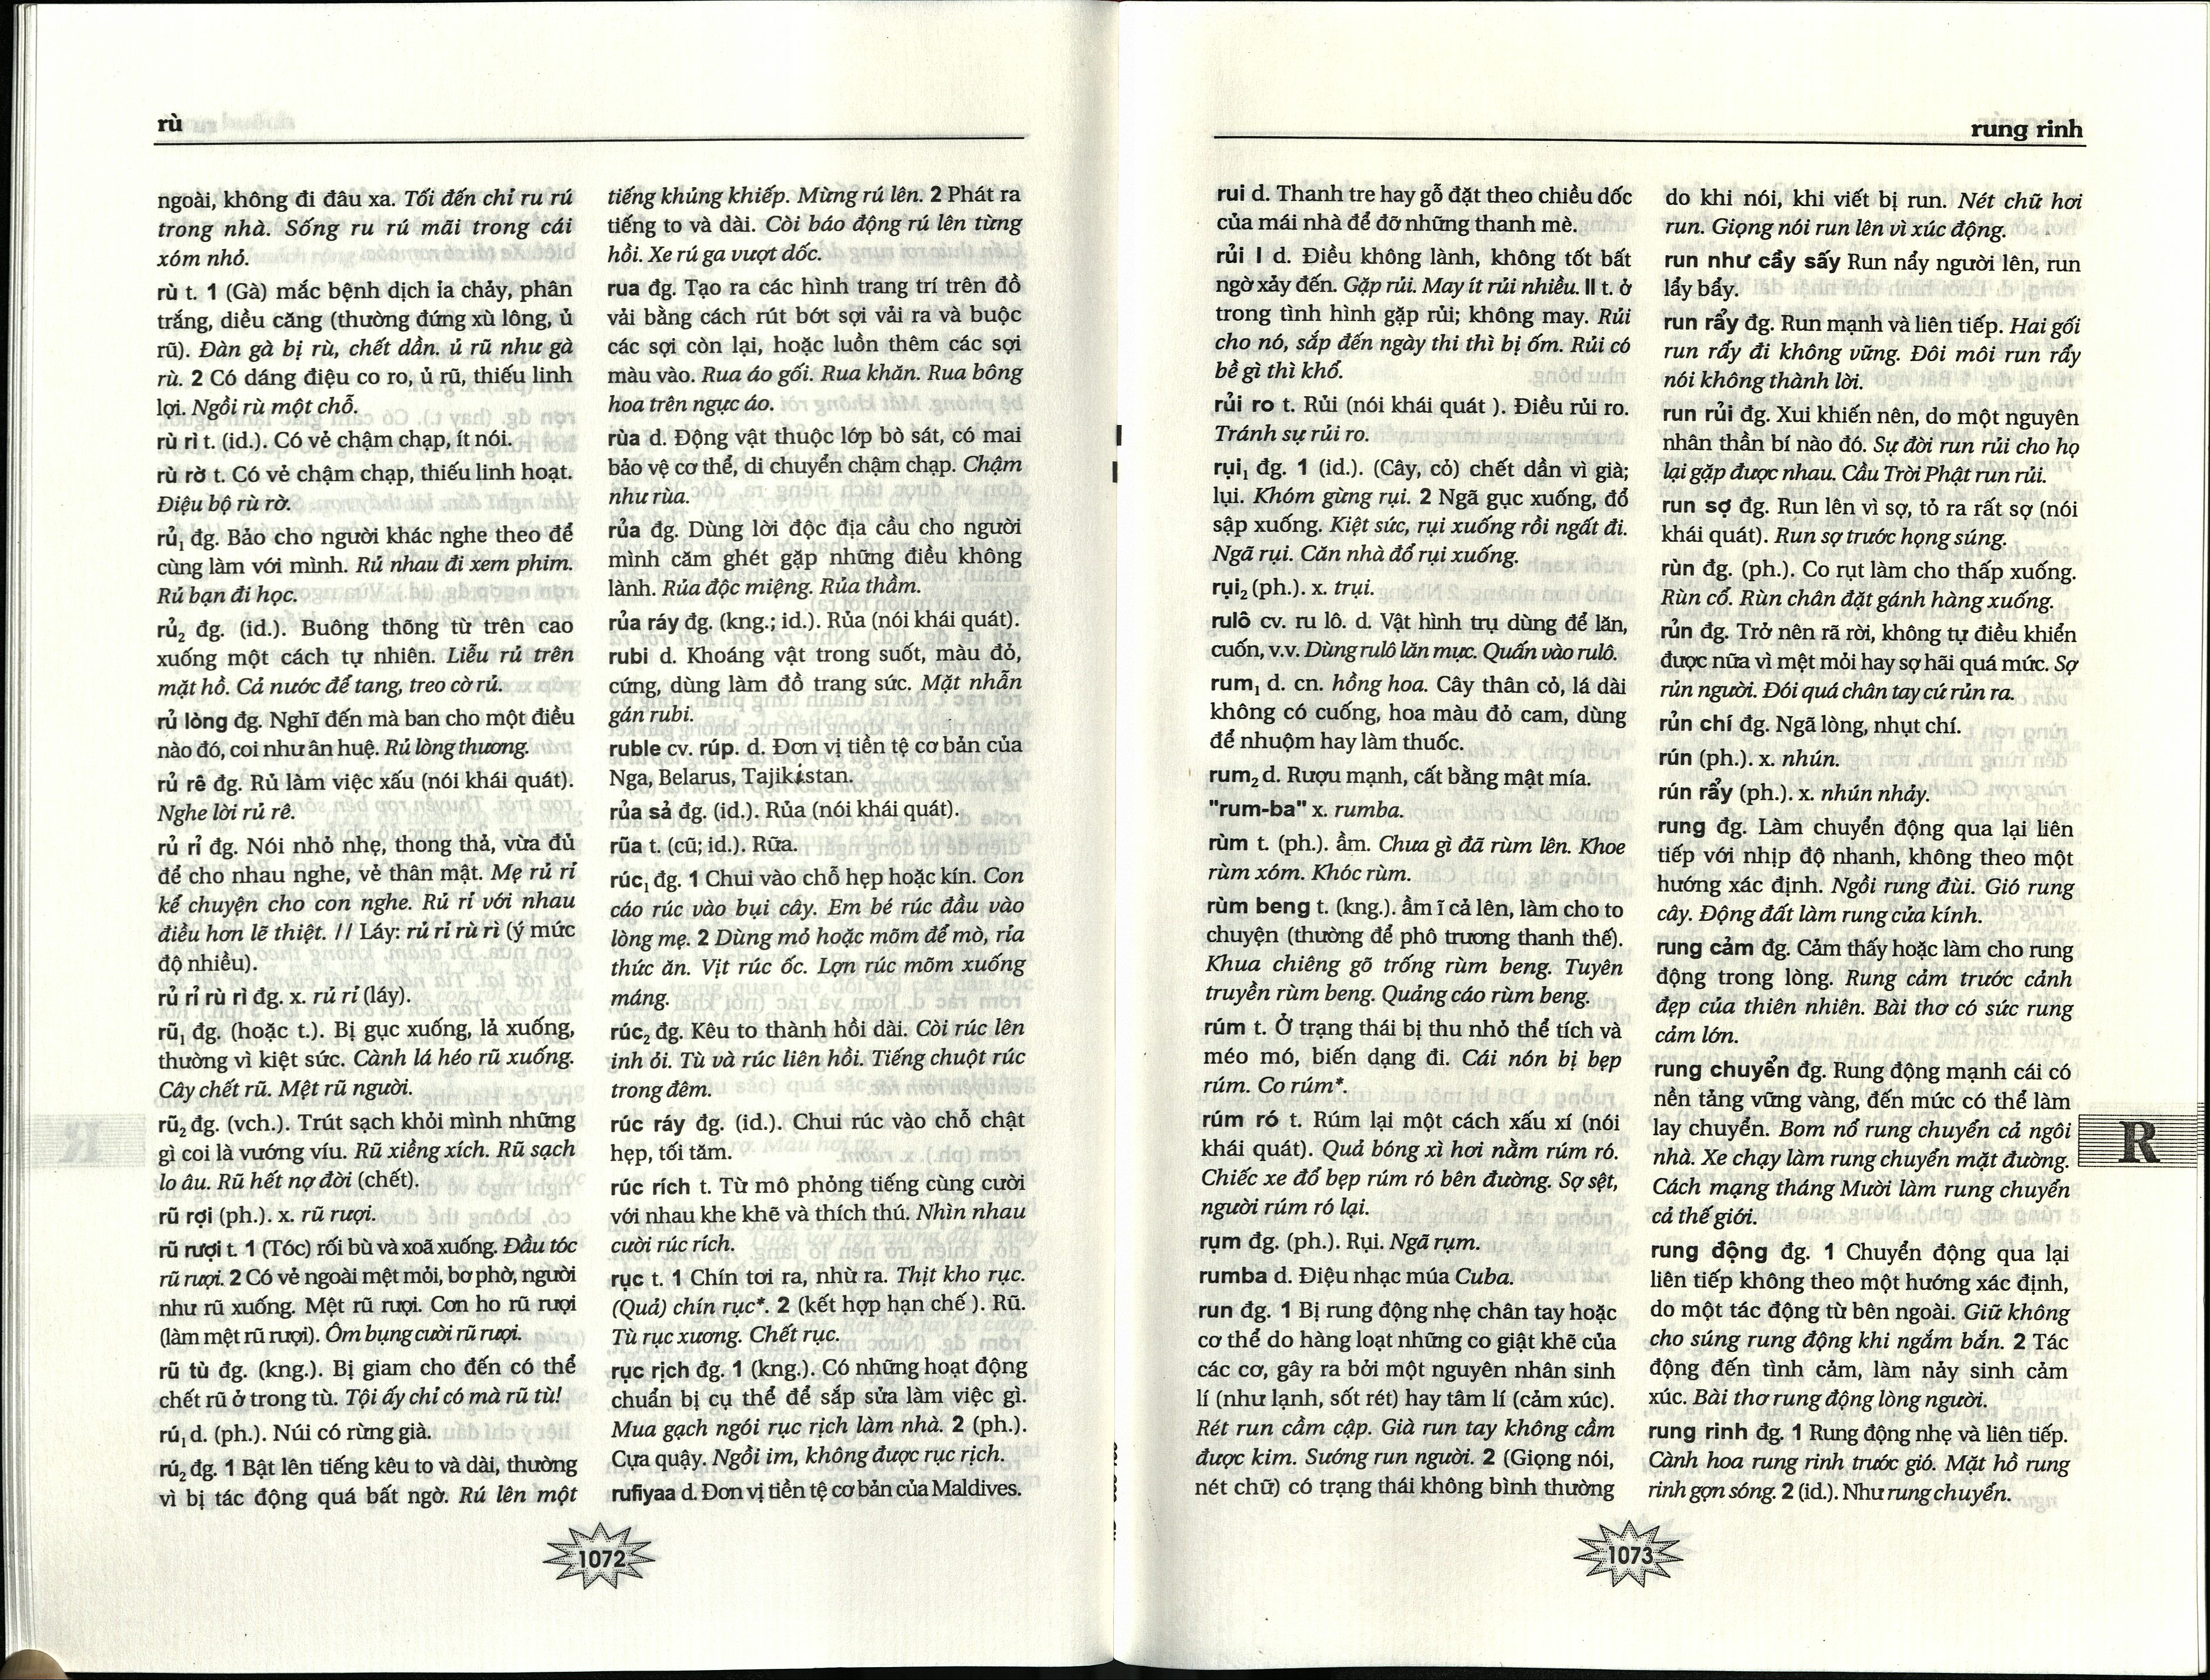 rù
ngoài, không đi đâu xa. Tối đến chỉ ru rú
trong nhà. Sống ru rú mãi trong cái
xóm nhỏ.
rù t. 1 (Gà) mắc bệnh dịch ỉa chảy, phân
trắng, diều căng (thường đứng xù lông, ủ
rũ). Đàn gà bị rù, chết dần. ủ rũ như gà
rù. 2 Có dáng điệu co ro, ủ rũ, thiếu linh
lợi. Ngồi rù một chỗ.
rù rì t. (id.). Có vẻ chậm chạp, ít nói.
rù rờ t. Có vẻ chậm chạp, thiếu linh hoạt.
Điệu bộ rù rờ.
rủ₁ đg. Bảo cho người khác nghe theo để
cùng làm với mình. Rủ nhau đi xem phim.
Rủ bạn đi học.
rủ₂ đg. (id.). Buông thõng từ trên cao
xuống một cách tự nhiên. Liễu rủ trên
mặt hồ. Cả nước để tang, treo cờ rủ.
rủ lòng đg. Nghĩ đến mà ban cho một điều
nào đó, coi như ân huệ. Rủ lòng thương.
rủ rê đg. Rủ làm việc xấu (nói khái quát).
Nghe lời rủ rê.
rủ rỉ đg. Nói nhỏ nhẹ, thong thả, vừa đủ
để cho nhau nghe, vẻ thân mật. Mẹ rủ rỉ
kể chuyện cho con nghe. Rủ rỉ với nhau
điều hơn lẽ thiệt. // Láy: rủ rỉ rù rì (ý mức
độ nhiều).
rủ rỉ rù rì đg. x. rủ rỉ (láy).
rũ₁ đg. (hoặc t.). Bị gục xuống, lả xuống,
thường vì kiệt sức. Cành lá héo rũ xuống.
Cây chết rũ. Mệt rũ người.
rũ₂ đg. (vch.). Trút sạch khỏi mình những
gì coi là vướng víu. Rũ xiềng xích. Rũ sạch
lo âu. Rũ hết nợ đời (chết).
rũ rợi (ph.). x. rũ rượi.
rũ rượi t. 1 (Tóc) rối bù và xoã xuống. Đầu tóc
rũ rượi. 2 Có vẻ ngoài mệt mỏi, bơ phờ, người
như rũ xuống. Mệt rũ rượi. Cơn ho rũ rượi
(làm mệt rũ rượi). Ôm bụng cười rũ rượi.
rũ tù đg. (kng.). Bị giam cho đến có thể
chết rũ ở trong tù. Tội ấy chỉ có mà rũ tù!
rú₁ d. (ph.). Núi có rừng già.
rú₂ đg. 1 Bật lên tiếng kêu to và dài, thường
vì bị tác động quá bất ngờ. Rú lên một
tiếng khủng khiếp. Mừng rú lên. 2 Phát ra
tiếng to và dài. Còi báo động rú lên từng
hồi. Xe rú ga vượt dốc.
rua đg. Tạo ra các hình trang trí trên đồ
vải bằng cách rút bớt sợi vải ra và buộc
các sợi còn lại, hoặc luồn thêm các sợi
màu vào. Rua áo gối. Rua khăn. Rua bông
hoa trên ngực áo.
rùa d. Động vật thuộc lớp bò sát, có mai
bảo vệ cơ thể, di chuyển chậm chạp. Chậm
như rùa.
rủa đg. Dùng lời độc địa cầu cho người
mình căm ghét gặp những điều không
lành. Rủa độc miệng. Rủa thầm.
rủa ráy đg. (kng.; id.). Rủa (nói khái quát).
rubi d. Khoáng vật trong suốt, màu đỏ,
cứng, dùng làm đồ trang sức. Mặt nhẫn
gán rubi.
ruble cv. rúp. d. Đơn vị tiền tệ cơ bản của
Nga, Belarus, Tajikistan.
rủa sả đg. (id.). Rủa (nói khái quát).
rũa t. (cũ; id.). Rữa.
rúc₁ đg. 1 Chui vào chỗ hẹp hoặc kín. Con
cáo rúc vào bụi cây. Em bé rúc đầu vào
lòng mẹ. 2 Dùng mỏ hoặc mõm để mò, rỉa
thức ăn. Vịt rúc ốc. Lợn rúc mõm xuống
máng.
rúc₂ đg. Kêu to thành hồi dài. Còi rúc lên
inh ỏi. Tù và rúc liên hồi. Tiếng chuột rúc
trong đêm.
rúc ráy đg. (id.). Chui rúc vào chỗ chật
hẹp, tối tăm.
rúc rích t. Từ mô phỏng tiếng cùng cười
với nhau khe khẽ và thích thú. Nhìn nhau
cười rúc rích.
rục t. 1 Chín tơi ra, nhừ ra. Thịt kho rục.
(Quả) chín rục*. 2 (kết hợp hạn chế ). Rũ.
Tù rục xương. Chết rục.
rục rịch đg. 1 (kng.). Có những hoạt động
chuẩn bị cụ thể để sắp sửa làm việc gì.
Mua gạch ngói rục rịch làm nhà. 2 (ph.).
Cựa quậy. Ngồi im, không được rục rịch.
rufiyaa d. Đơn vị tiền tệ cơ bản của Maldives.
1072
rung rinh
rui d. Thanh tre hay gỗ đặt theo chiều dốc
của mái nhà để đỡ những thanh mè.
rủi I d. Điều không lành, không tốt bất
ngờ xảy đến. Gặp rủi. May ít rủi nhiều. II t. ở
trong tình hình gặp rủi; không may. Rủi
cho nó, sắp đến ngày thi thì bị ốm. Rủi có
bề gì thì khổ.
rủi ro t. Rủi (nói khái quát ). Điều rủi ro.
Tránh sự rủi ro.
rụi₁ đg. 1 (id.). (Cây, cỏ) chết dần vì già;
lụi. Khóm gừng rụi. 2 Ngã gục xuống, đổ
sập xuống. Kiệt sức, rụi xuống rồi ngất đi.
Ngã rụi. Căn nhà đổ rụi xuống.
rụi₂ (ph.). x. trụi.
rulô cv. ru lô. d. Vật hình trụ dùng để lăn,
cuốn, v.v. Dùng rulô lăn mực. Quấn vào rulô.
rum₁ d. cn. hồng hoa. Cây thân cỏ, lá dài
không có cuống, hoa màu đỏ cam, dùng
để nhuộm hay làm thuốc.
rum₂ d. Rượu mạnh, cất bằng mật mía.
"rum-ba" x. rumba.
rùm t. (ph.). ầm. Chưa gì đã rùm lên. Khoe
rùm xóm. Khóc rùm.
rùm beng t. (kng.). ầm ĩ cả lên, làm cho to
chuyện (thường để phô trương thanh thế).
Khua chiêng gõ trống rùm beng. Tuyên
truyền rùm beng. Quảng cáo rùm beng.
rúm t. Ở trạng thái bị thu nhỏ thể tích và
méo mó, biến dạng đi. Cái nón bị bẹp
rúm. Co rúm*.
rúm ró t. Rúm lại một cách xấu xí (nói
khái quát). Quả bóng xì hơi nằm rúm ró.
Chiếc xe đổ bẹp rúm ró bên đường. Sợ sệt,
người rúm ró lại.
rụm đg. (ph.). Rụi. Ngã rụm.
rumba d. Điệu nhạc múa Cuba.
run đg. 1 Bị rung động nhẹ chân tay hoặc
cơ thể do hàng loạt những co giật khẽ của
các cơ, gây ra bởi một nguyên nhân sinh
lí (như lạnh, sốt rét) hay tâm lí (cảm xúc).
Rét run cầm cập. Già run tay không cầm
được kim. Sướng run người. 2 (Giọng nói,
nét chữ) có trạng thái không bình thường
do khi nói, khi viết bị run. Nét chữ hơi
run. Giọng nói run lên vì xúc động.
run như cầy sấy Run nẩy người lên, run
lẩy bẩy.
run rẩy đg. Run mạnh và liên tiếp. Hai gối
run rẩy đi không vững. Đôi môi run rẩy
nói không thành lời.
run rủi đg. Xui khiến nên, do một nguyên
nhân thần bí nào đó. Sự đời run rủi cho họ
lại gặp được nhau. Cầu Trời Phật run rủi.
run sợ đg. Run lên vì sợ, tỏ ra rất sợ (nói
khái quát). Run sợ trước họng súng.
rùn đg. (ph.). Co rụt làm cho thấp xuống.
Rùn cổ. Rùn chân đặt gánh hàng xuống.
rủn đg. Trở nên rã rời, không tự điều khiển
được nữa vì mệt mỏi hay sợ hãi quá mức. Sợ
rủn người. Đói quá chân tay cứ rủn ra.
rủn chí đg. Ngã lòng, nhụt chí.
rún (ph.). x. nhún.
rún rẩy (ph.). x. nhún nhảy.
rung đg. Làm chuyển động qua lại liên
tiếp với nhịp độ nhanh, không theo một
hướng xác định. Ngồi rung đùi. Gió rung
cây. Động đất làm rung cửa kính.
rung cảm đg. Cảm thấy hoặc làm cho rung
động trong lòng. Rung cảm trước cảnh
đẹp của thiên nhiên. Bài thơ có sức rung
cảm lớn.
rung chuyển đg. Rung động mạnh cái có
nền tảng vững vàng, đến mức có thể làm
lay chuyển. Bom nổ rung chuyển cả ngôi
nhà. Xe chạy làm rung chuyển mặt đường.
Cách mạng tháng Mười làm rung chuyển
cả thế giới.
rung động đg. 1 Chuyển động qua lại
liên tiếp không theo một hướng xác định,
do một tác động từ bên ngoài. Giữ không
cho súng rung động khi ngắm bắn. 2 Tác
động đến tình cảm, làm nảy sinh cảm
xúc. Bài thơ rung động lòng người.
rung rinh đg. 1 Rung động nhẹ và liên tiếp.
Cành hoa rung rinh trước gió. Mặt hồ rung
rinh gợn sóng. 2 (id.). Như rung chuyển.
R
1073